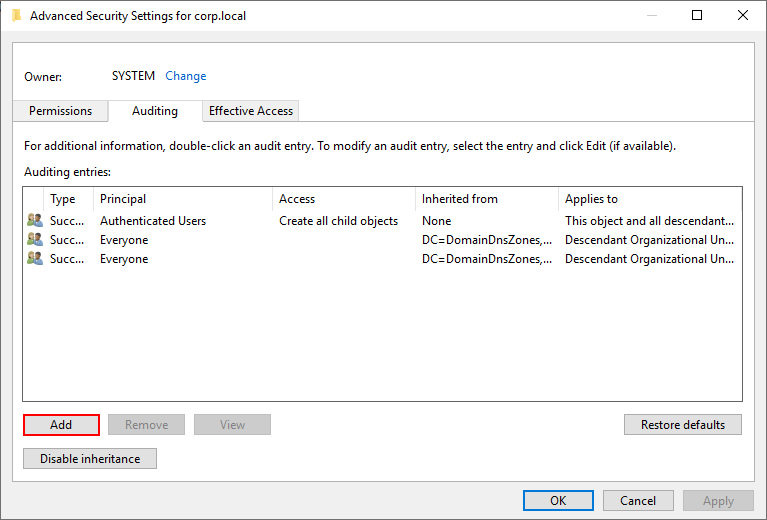 Advanced Security Settings for corp.local
Owner: SYSTEM Change
Permissions Auditing Effective Access
For additional information, double-click an audit entry. To modify an audit entry, select the entry and click Edit (if available).
Auditing entries:
Type Principal Access Inherited from Applies to
Succ... Authenticated Users Create all child objects None This object and all descendant...
Succ... Everyone DC=DomainDnsZones,... Descendant Organizational Un...
Succ... Everyone DC=DomainDnsZones,... Descendant Organizational Un...
Add Remove View Restore defaults
Disable inheritance
OK Cancel Apply